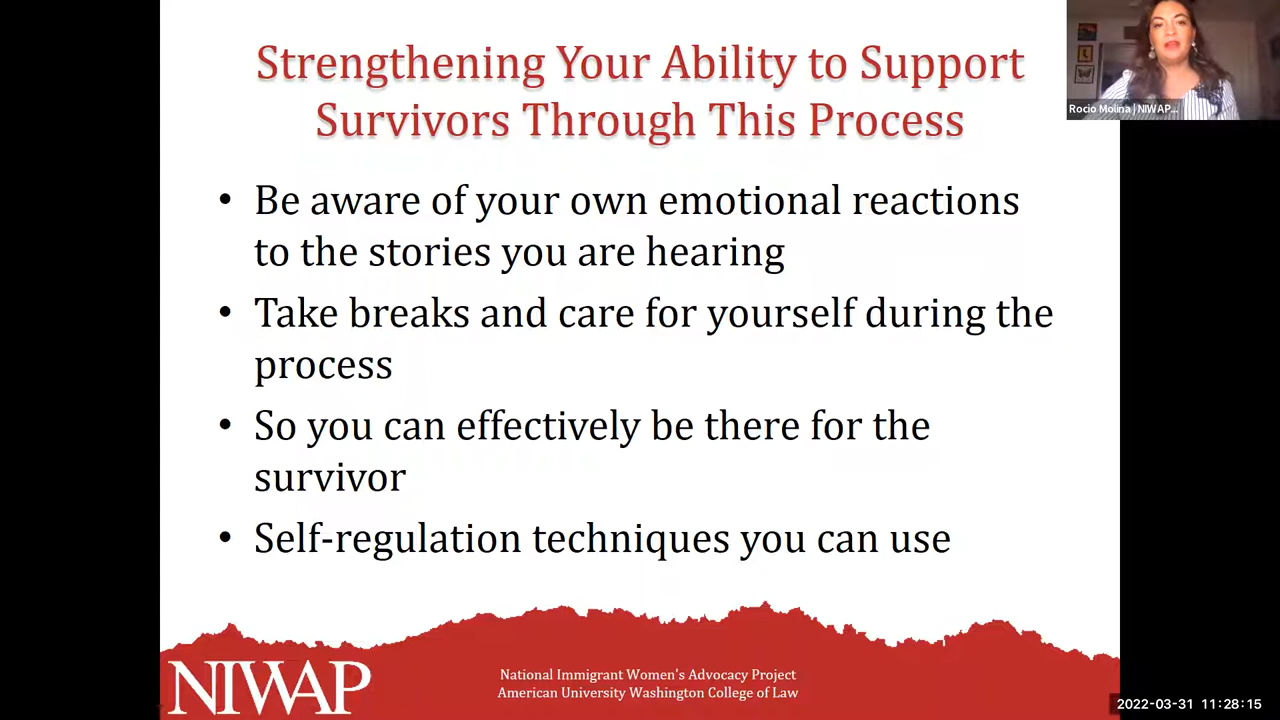 Strengthening Your Ability to Support
Survivors Through This Process
Rocio Molina | NIWAP...
• Be aware of your own emotional reactions
to the stories you are hearing
• Take breaks and care for yourself during the
process
• So you can effectively be there for the
survivor
• Self-regulation techniques you can use
NIWAP
National Immigrant Women's Advocacy Project
American University Washington College of Law
2022-03-31 11:28:15